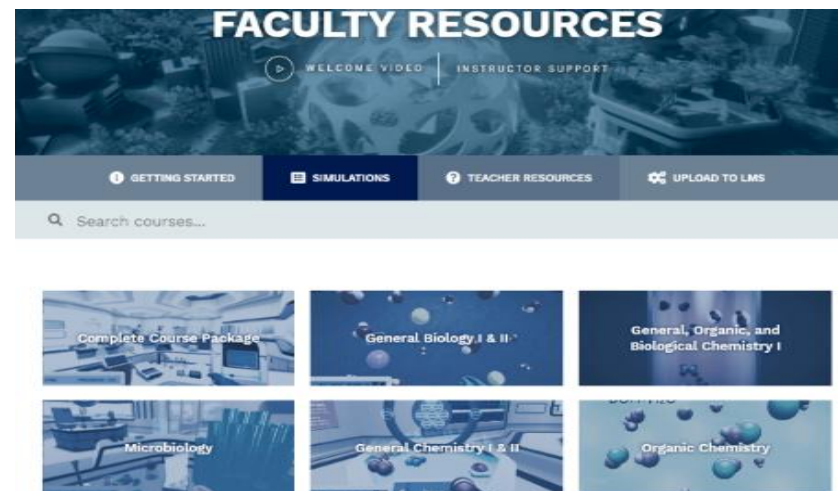 FACULTY RESOURCES
WELCOME VIDEO
INSTRUCTOR SUPPORT
GETTING STARTED
SIMULATIONS
TEACHER RESOURCES
UPLOAD TO LMS
Search courses...
Complete Course Package
General Biology I & II
General, Organic, and
Biological Chemistry I
Microbiology
General Chemistry I & II
Organic Chemistry